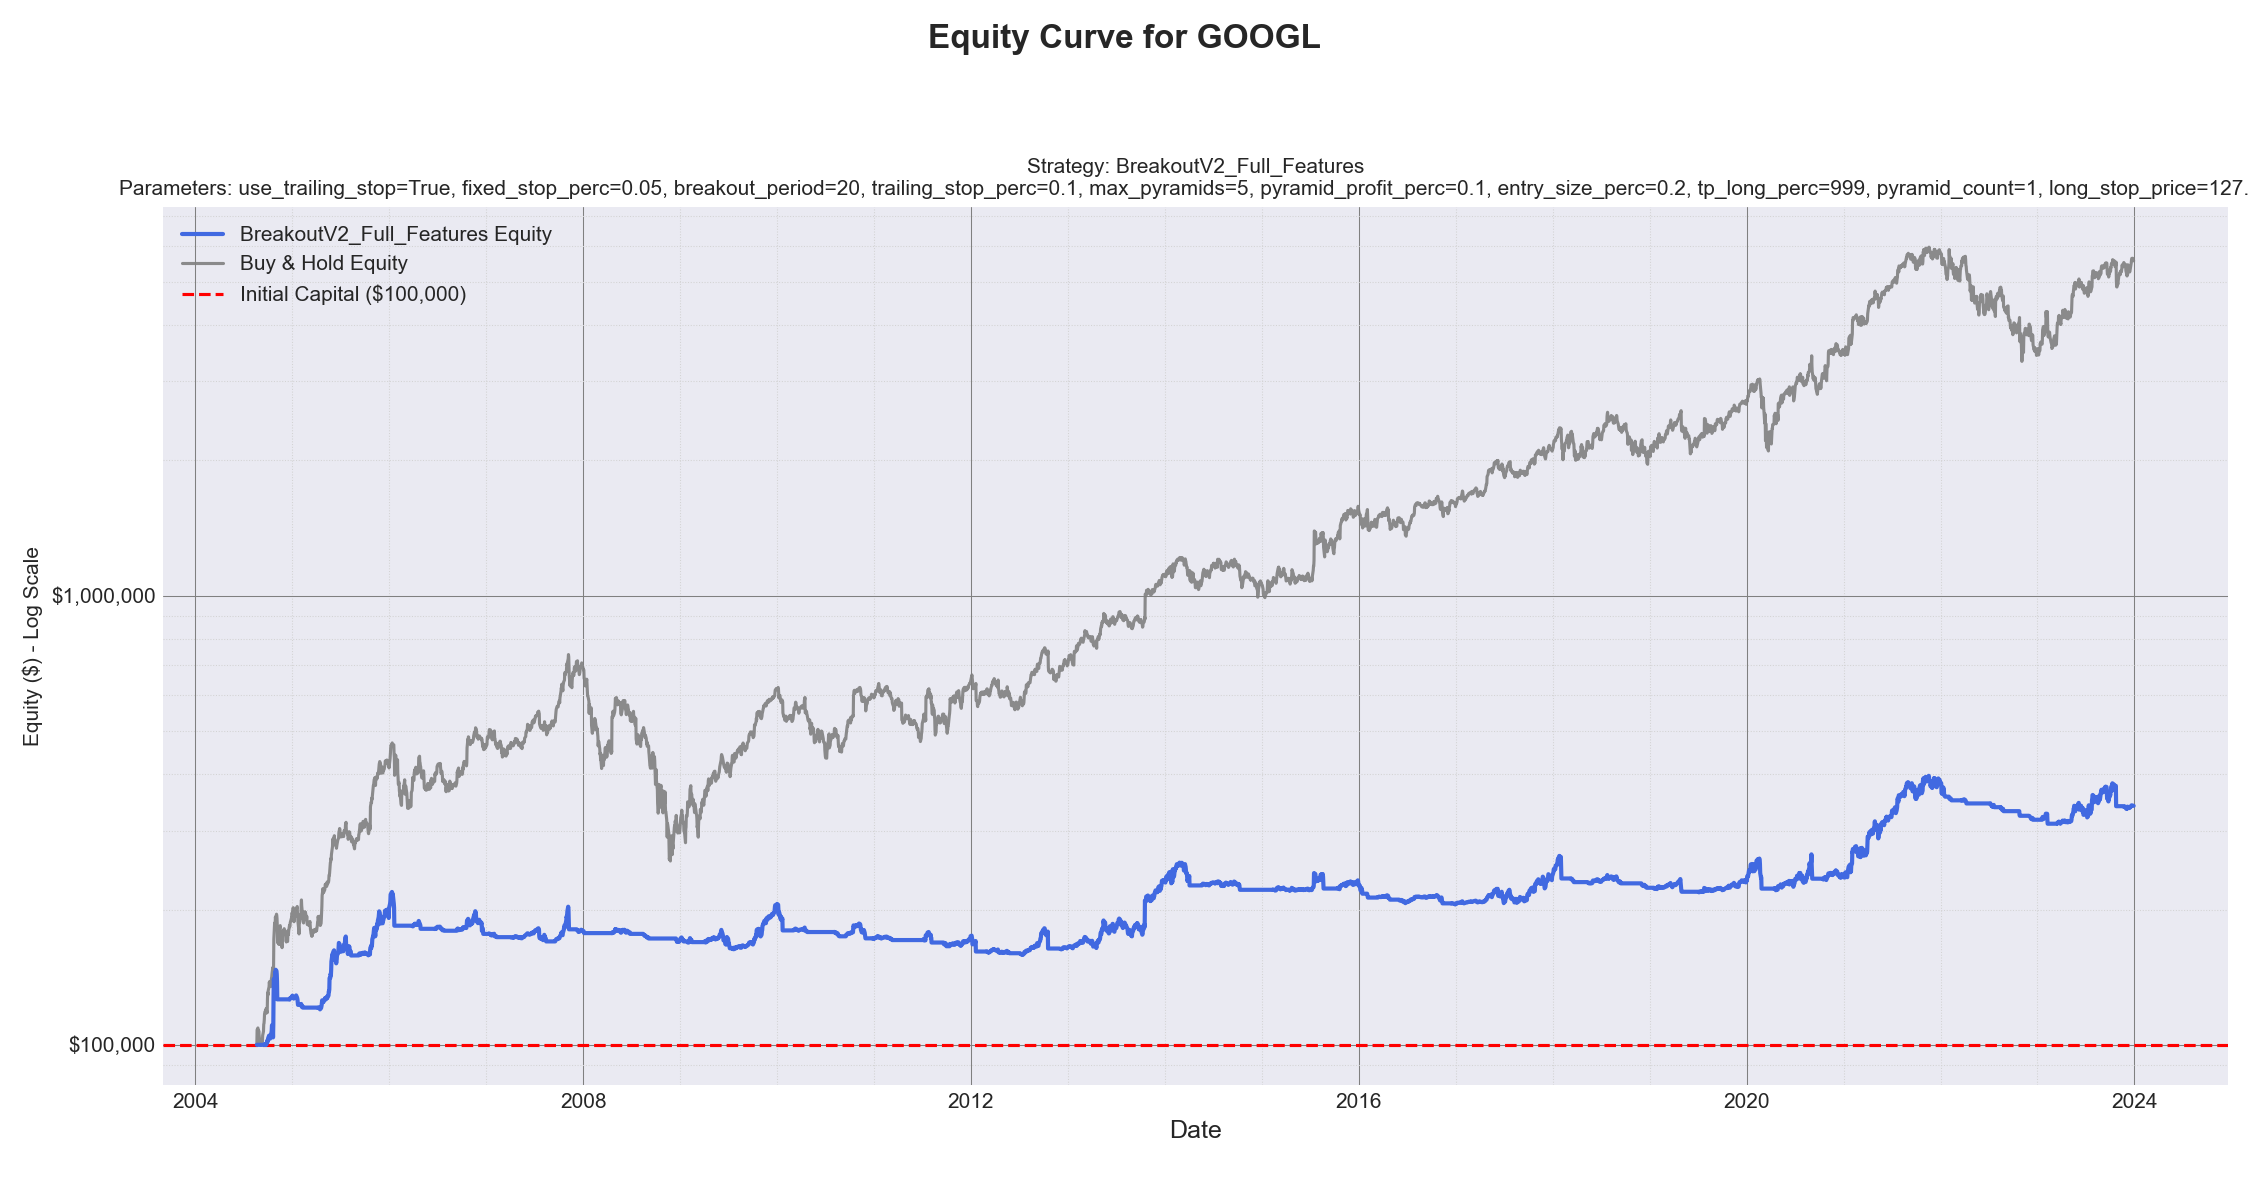 Equity Curve for GOOGL
Strategy: BreakoutV2_Full_Features
Parameters: use_trailing_stop=True, fixed_stop_perc=0.05, breakout_period=20, trailing_stop_perc=0.1, max_pyramids=5, pyramid_profit_perc=0.1, entry_size_perc=0.2, tp_long_perc=999, pyramid_count=1, long_stop_price=127.
BreakoutV2_Full_Features Equity
Buy & Hold Equity
Initial Capital ($100,000)
Equity ($) - Log Scale
$1,000,000
$100,000
2004 2008 2012 2016 2020 2024
Date